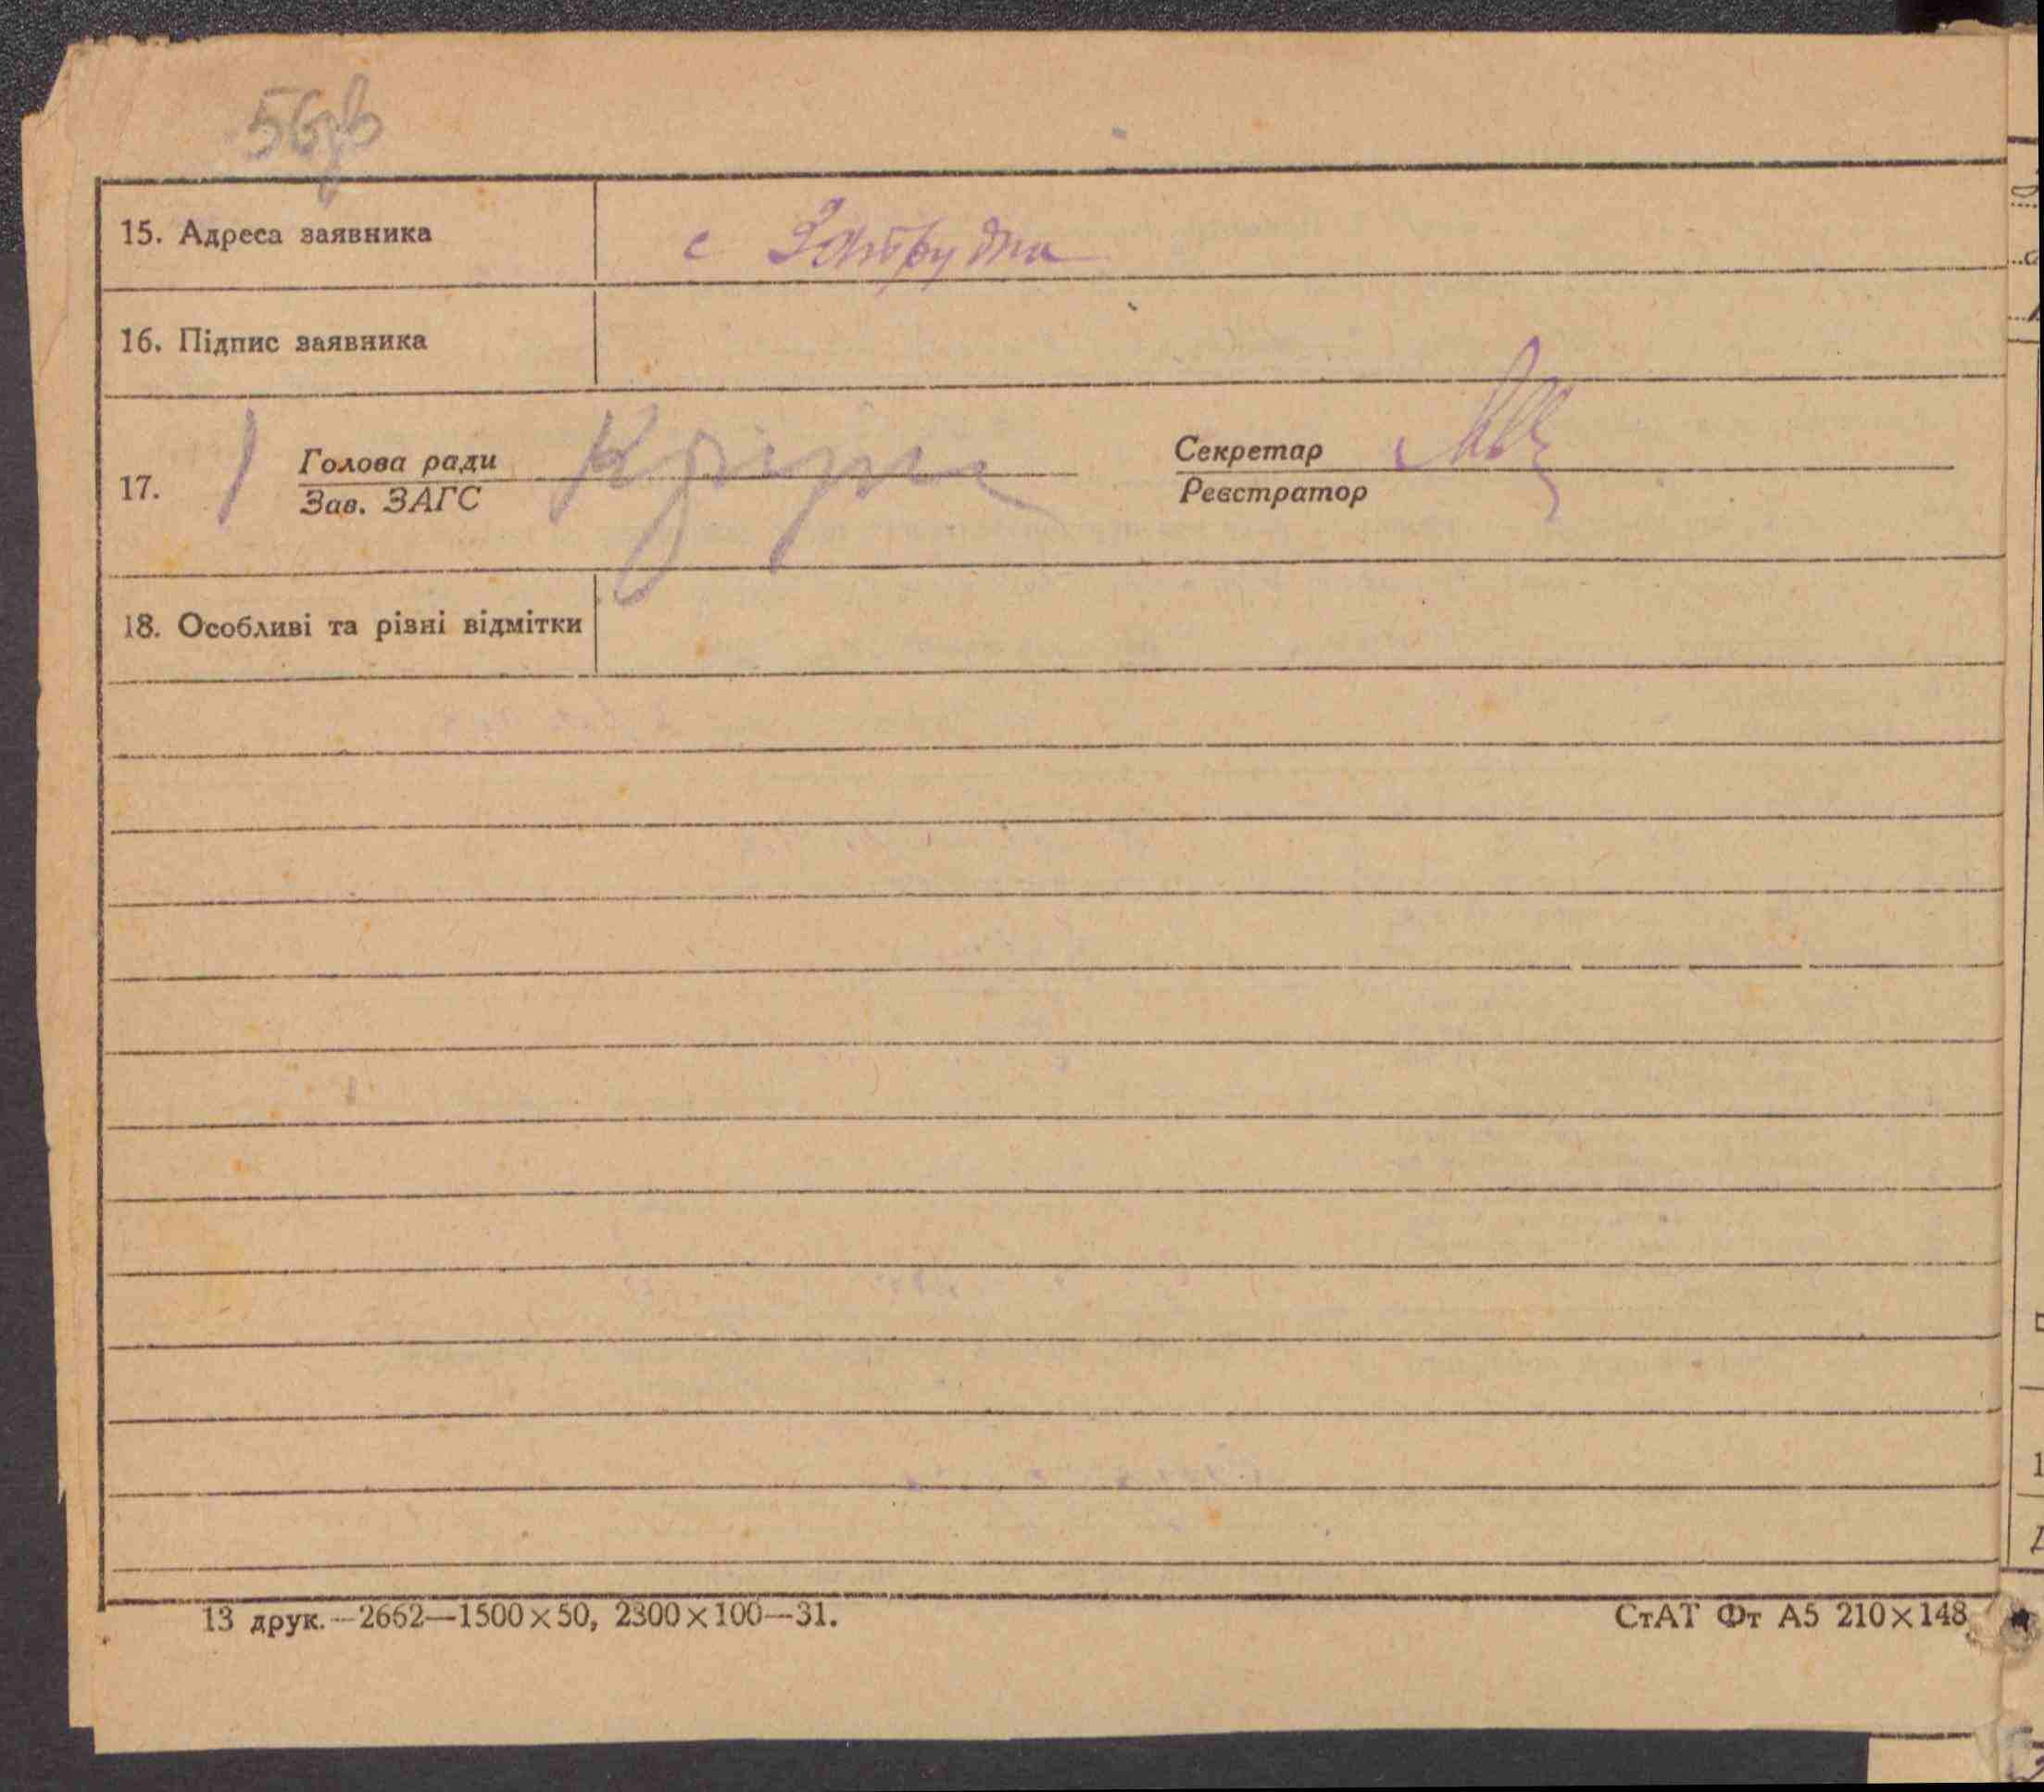 56зв
15. Адреса заявника
с
16. Підпис заявника
17. Голова ради
Зав. ЗАГС
Секретар
Реєстратор
18. Особливі та різні відмітки
13 друк.—2662—1500×50, 2300×100—31.
СтАТ Фт А5 210×148